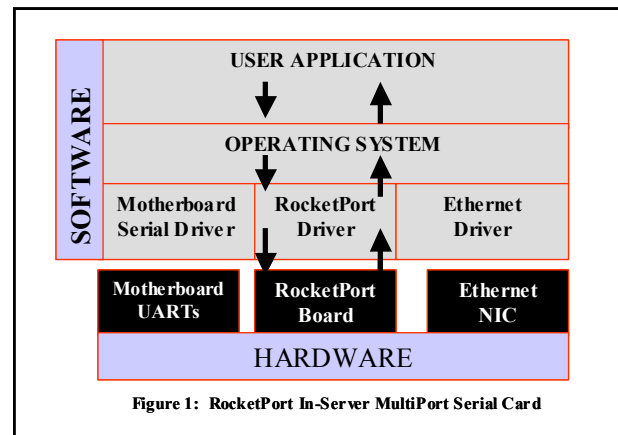 SOFTWARE
USER APPLICATION
OPERATING SYSTEM
Motherboard
Serial Driver
RocketPort
Driver
Ethernet
Driver
Motherboard
UARTs
RocketPort
Board
Ethernet
NIC
HARDWARE
Figure 1: RocketPort In-Server MultiPort Serial Card